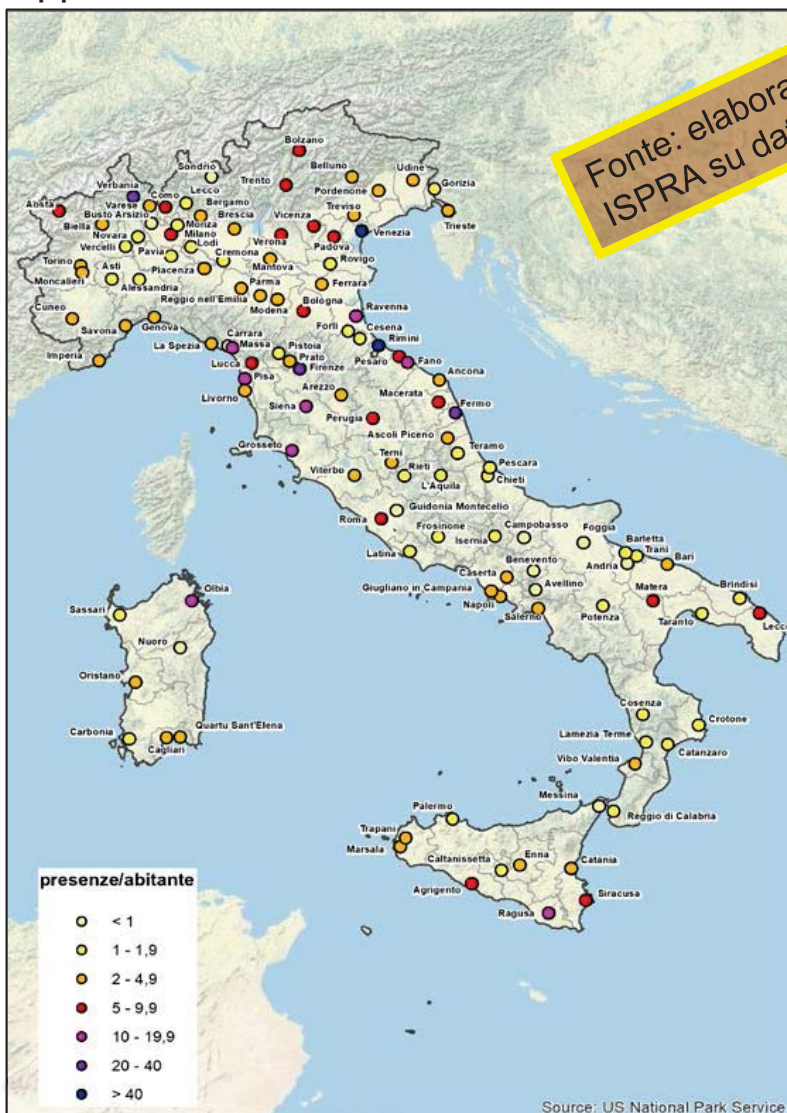 Fonte: elabora
ISPRA su dat
Bolzano
Sondrio
Belluno
Udine
Verbania
Trento
Pordenone
Gorizia
Como
Lecco
Aosta
Varese
Bergamo
Treviso
Busto Arsizio
Monza
Brescia
Vicenza
Trieste
Biella
Milano
Venezia
Novara
Lodi
Verona
Padova
Vercelli
Pavia
Cremona
Rovigo
Torino
Asti
Piacenza
Mantova
Moncalieri
Alessandria
Parma
Ferrara
Reggio nell'Emilia
Bologna
Cuneo
Modena
Ravenna
Savona
Genova
Carrara
Forlì
Cesena
La Spezia
Massa
Pistoia
Rimini
Imperia
Prato
Pesaro
Fano
Lucca
Firenze
Pisa
Ancona
Arezzo
Macerata
Livorno
Siena
Fermo
Perugia
Ascoli Piceno
Grosseto
Teramo
Terni
Pescara
Viterbo
Rieti
L'Aquila
Chieti
Guidonia Montecelio
Roma
Campobasso
Foggia
Frosinone
Isernia
Barletta
Trani
Latina
Benevento
Andria
Bari
Caserta
Olbia
Giugliano in Campania
Avellino
Matera
Brindisi
Sassari
Napoli
Salerno
Potenza
Taranto
Lecce
Nuoro
Oristano
Cosenza
Crotone
Carbonia
Quartu Sant'Elena
Lamezia Terme
Cagliari
Catanzaro
Vibo Valentia
Messina
Palermo
Reggio di Calabria
Trapani
Marsala
Enna
Caltanissetta
Catania
Agrigento
Siracusa
Ragusa
presenze/abitante
< 1
1 - 1,9
2 - 4,9
5 - 9,9
10 - 19,9
20 - 40
> 40
Source: US National Park Service